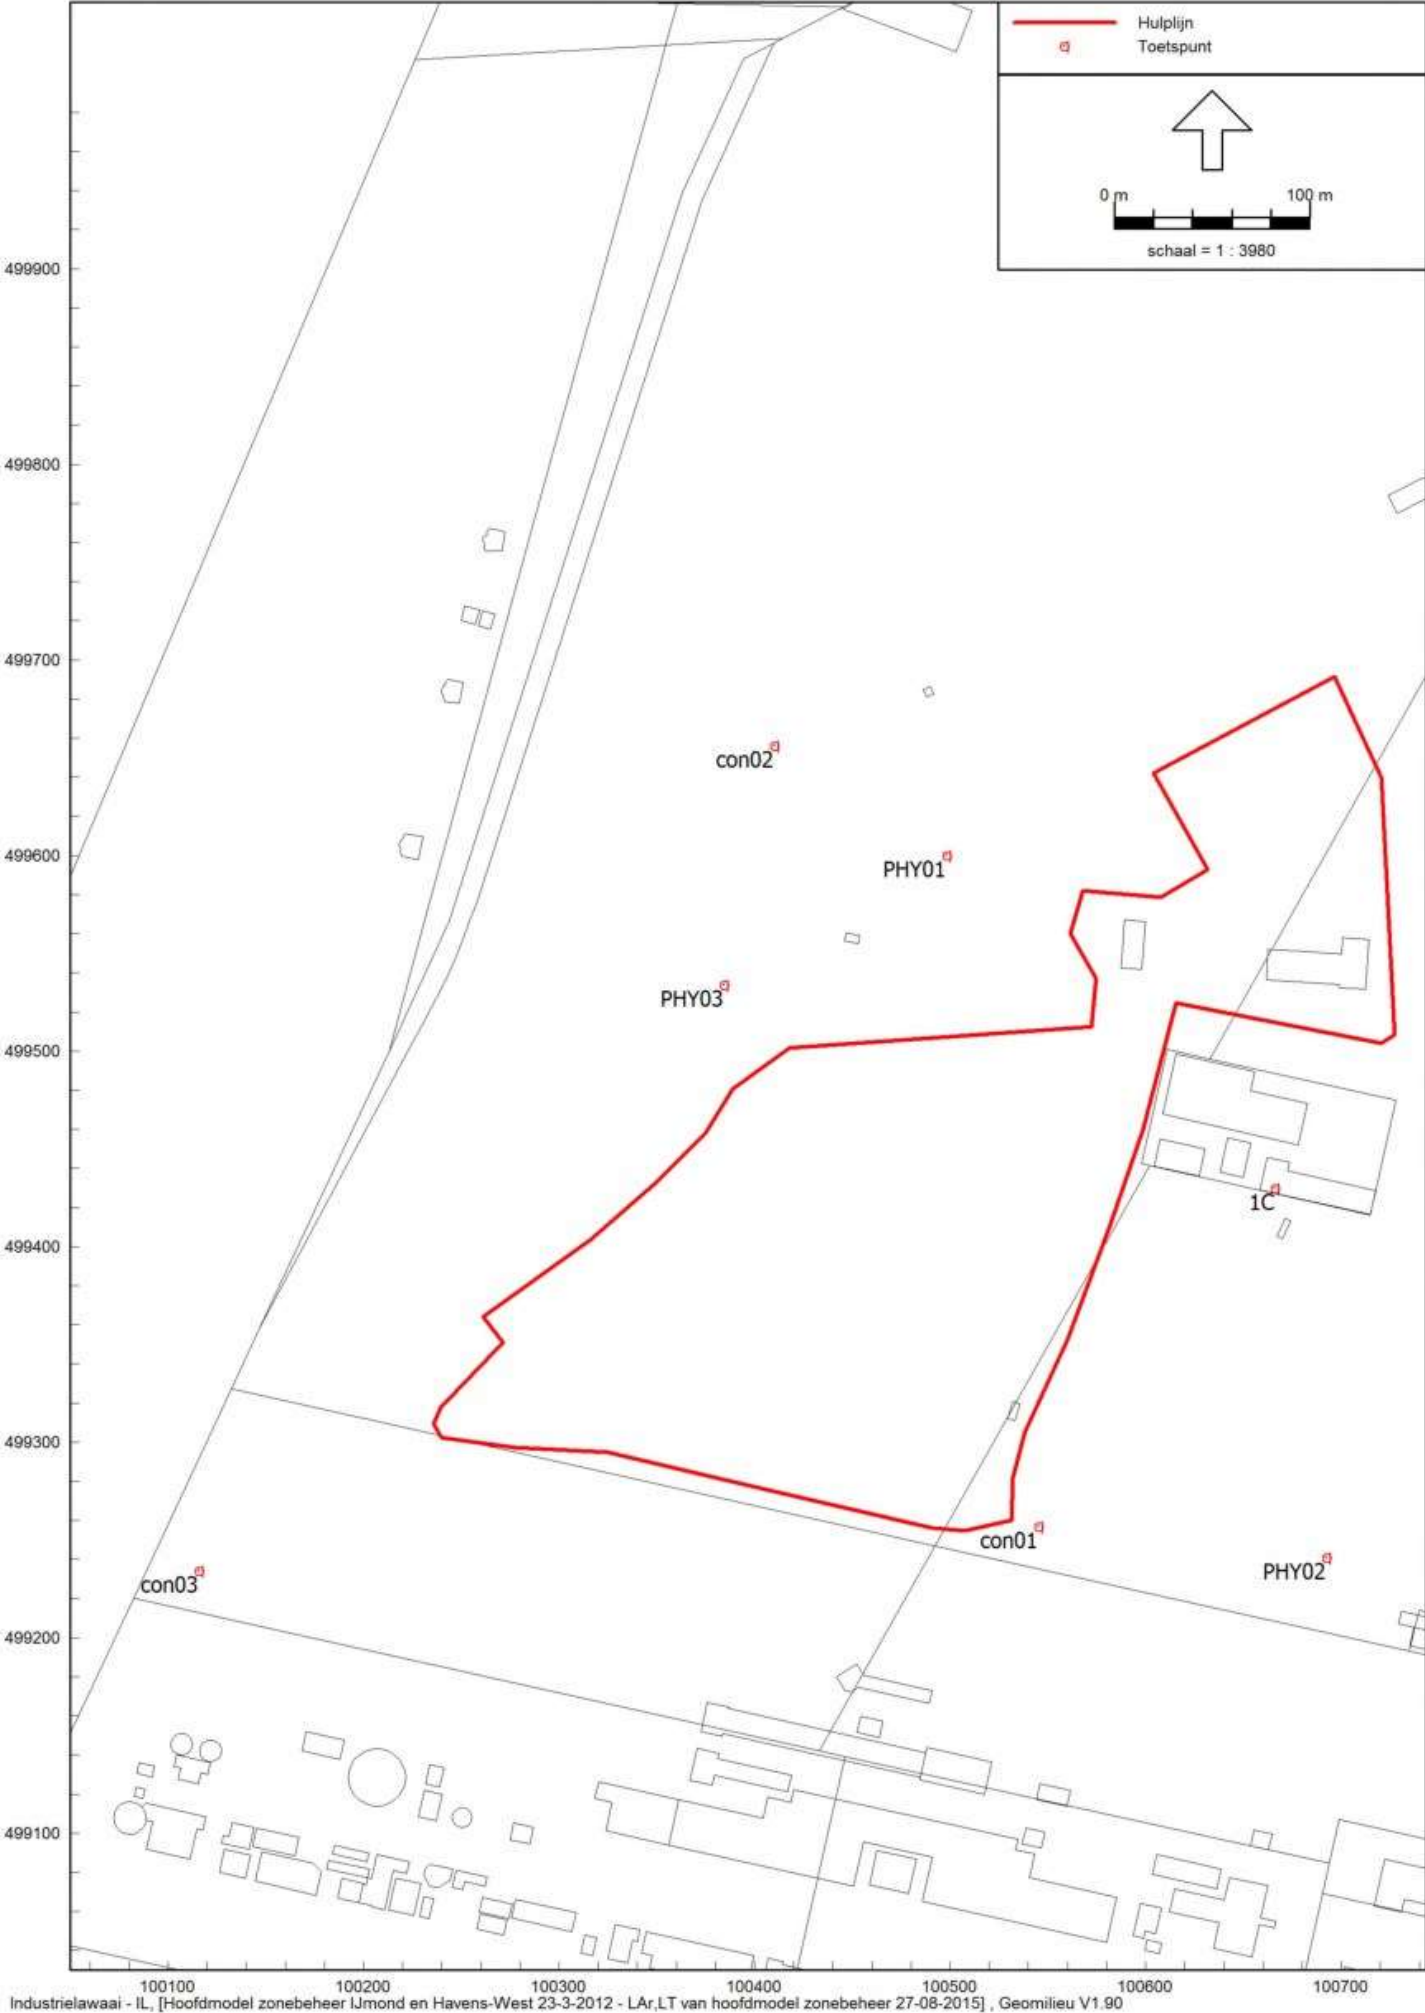 Hulplijn
Toetspunt
0 m 100 m
schaal = 1 : 3980
499900
499800
499700
con02
499600
PHY01
PHY03
499500
1C
499400
499300
con01
PHY02
con03
499200
499100
100100 100200 100300 100400 100500 100600 100700
Industrielawaai - IL, [Hoofdmodel zonebeheer IJmond en Havens-West 23-3-2012 - LAr,LT van hoofdmodel zonebeheer 27-08-2015] , Geomilieu V1.90